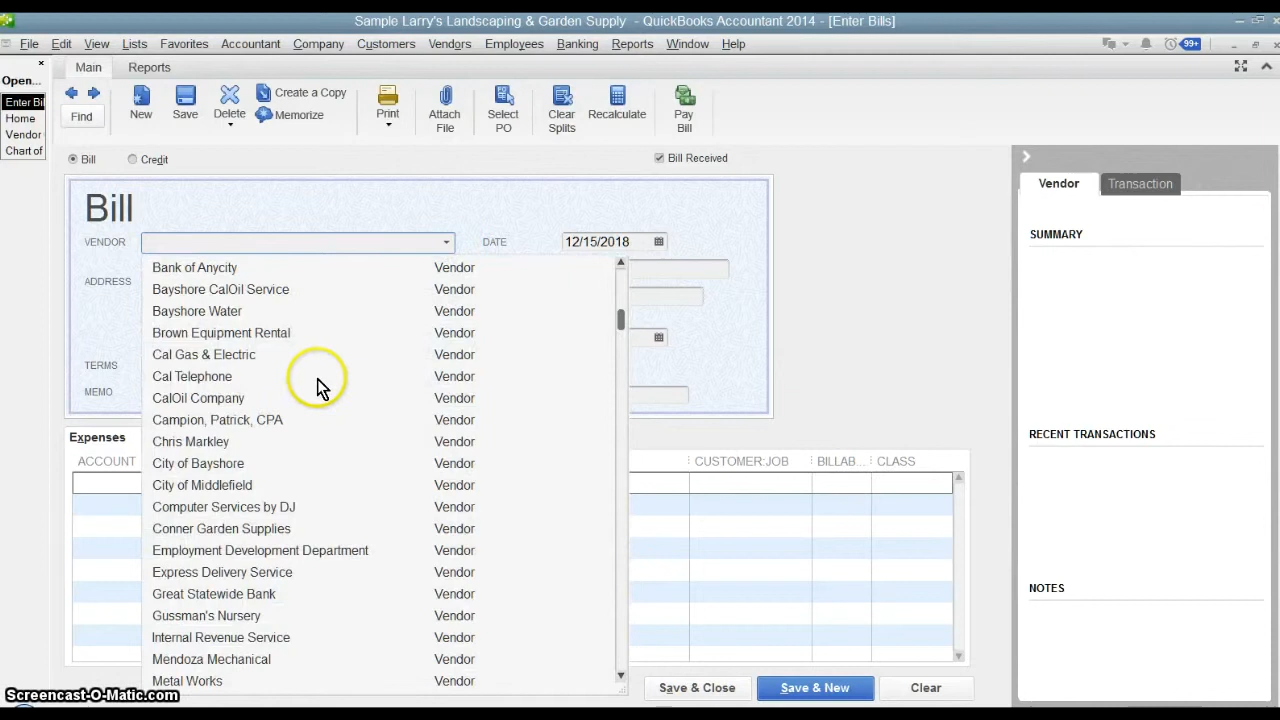 Sample Larry's Landscaping & Garden Supply - QuickBooks Accountant 2014 - [Enter Bills]
File Edit View Lists Favorites Accountant Company Customers Vendors Employees Banking Reports Window Help 99+
Open...
Main Reports
Enter Bil
Home
Vendor
Chart of
Find New Save Delete Create a Copy
Memorize
Print Attach File Select PO Clear Splits Recalculate Pay Bill
Bill Credit Bill Received
Bill
VENDOR DATE 12/15/2018
ADDRESS
TERMS
MEMO
Bank of Anycity Vendor
Bayshore CalOil Service Vendor
Bayshore Water Vendor
Brown Equipment Rental Vendor
Cal Gas & Electric Vendor
Cal Telephone Vendor
CalOil Company Vendor
Campion, Patrick, CPA Vendor
Chris Markley Vendor
City of Bayshore Vendor
City of Middlefield Vendor
Computer Services by DJ Vendor
Conner Garden Supplies Vendor
Employment Development Department Vendor
Express Delivery Service Vendor
Great Statewide Bank Vendor
Gussman's Nursery Vendor
Internal Revenue Service Vendor
Mendoza Mechanical Vendor
Metal Works Vendor
Expenses
ACCOUNT CUSTOMER:JOB BILLAB... CLASS
Save & Close Save & New Clear
Vendor Transaction
SUMMARY
RECENT TRANSACTIONS
NOTES
Screencast-O-Matic.com